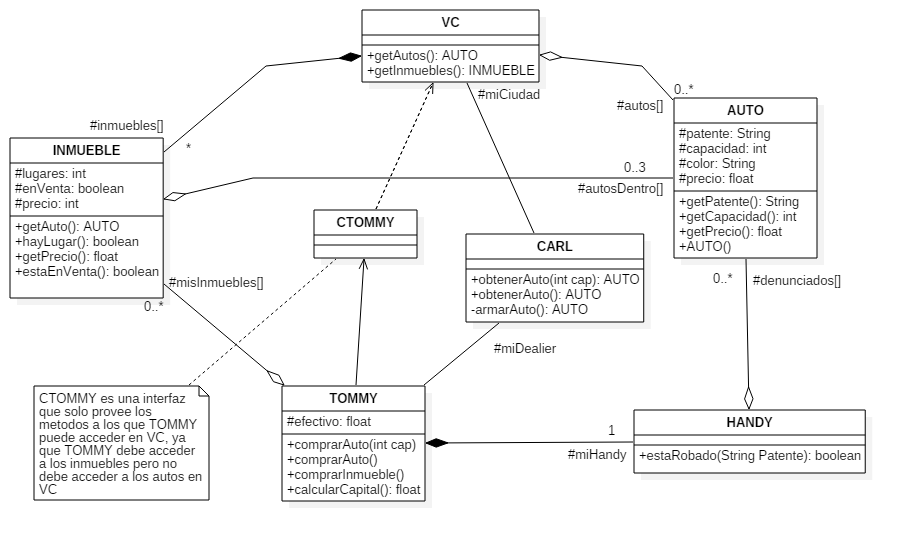 VC
+getAutos(): AUTO
+getInmuebles(): INMUEBLE
#miCiudad
0..*
#autos[]
AUTO
#patente: String
#capacidad: int
#color: String
#precio: float
+getPatente(): String
+getCapacidad(): int
+getPrecio(): float
+AUTO()
#inmuebles[]
*
INMUEBLE
#lugares: int
#enVenta: boolean
#precio: int
+getAuto(): AUTO
+hayLugar(): boolean
+getPrecio(): float
+estaEnVenta(): boolean
0..3
#autosDentro[]
CTOMMY
CARL
+obtenerAuto(int cap): AUTO
+obtenerAuto(): AUTO
-armarAuto(): AUTO
#misInmuebles[]
0..*
0..*
#denunciados[]
#miDealier
CTOMMY es una interfaz
que solo provee los
metodos a los que TOMMY
puede acceder en VC, ya
que TOMMY debe acceder
a los inmuebles pero no
debe acceder a los autos en
VC
TOMMY
#efectivo: float
+comprarAuto(int cap)
+comprarAuto()
+comprarInmueble()
+calcularCapital(): float
1
#miHandy
HANDY
+estaRobado(String Patente): boolean